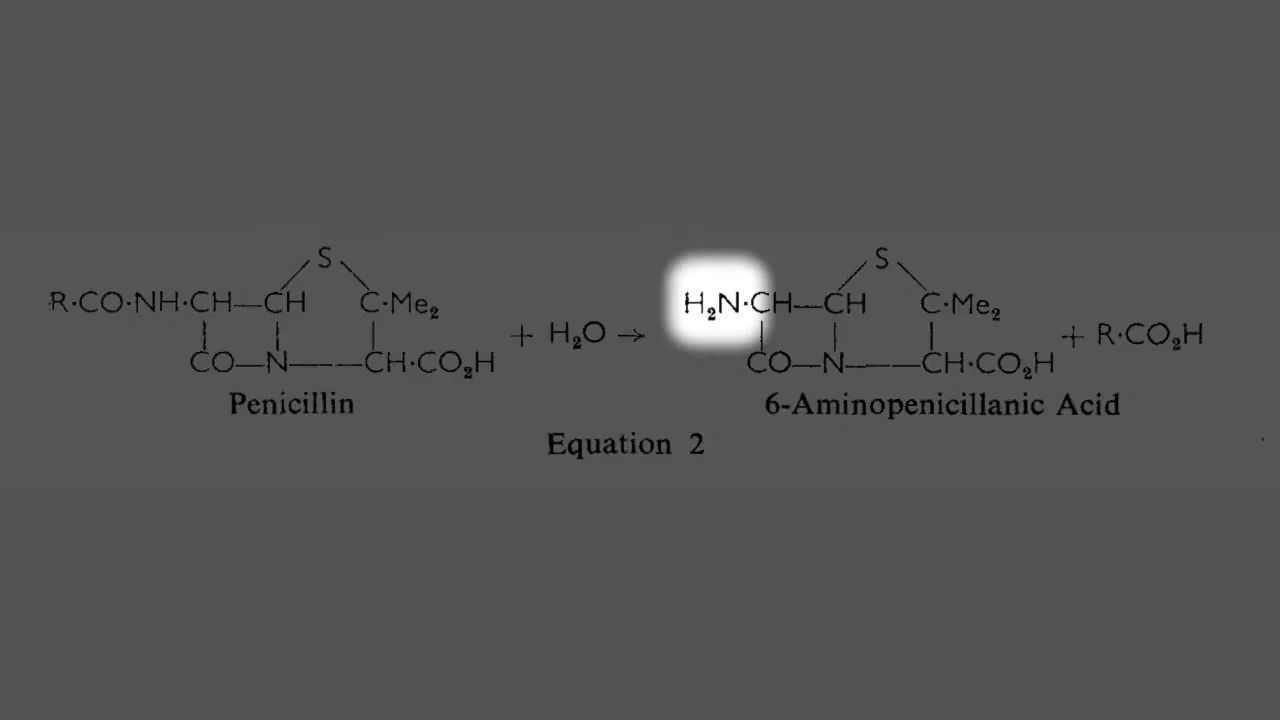 S S
R·CO·NH·CH—CH C·Me₂ H₂N·CH—CH C·Me₂
+ H₂O → + R·CO₂H
CO—N——CH·CO₂H CO—N——CH·CO₂H
Penicillin 6-Aminopenicillanic Acid
Equation 2